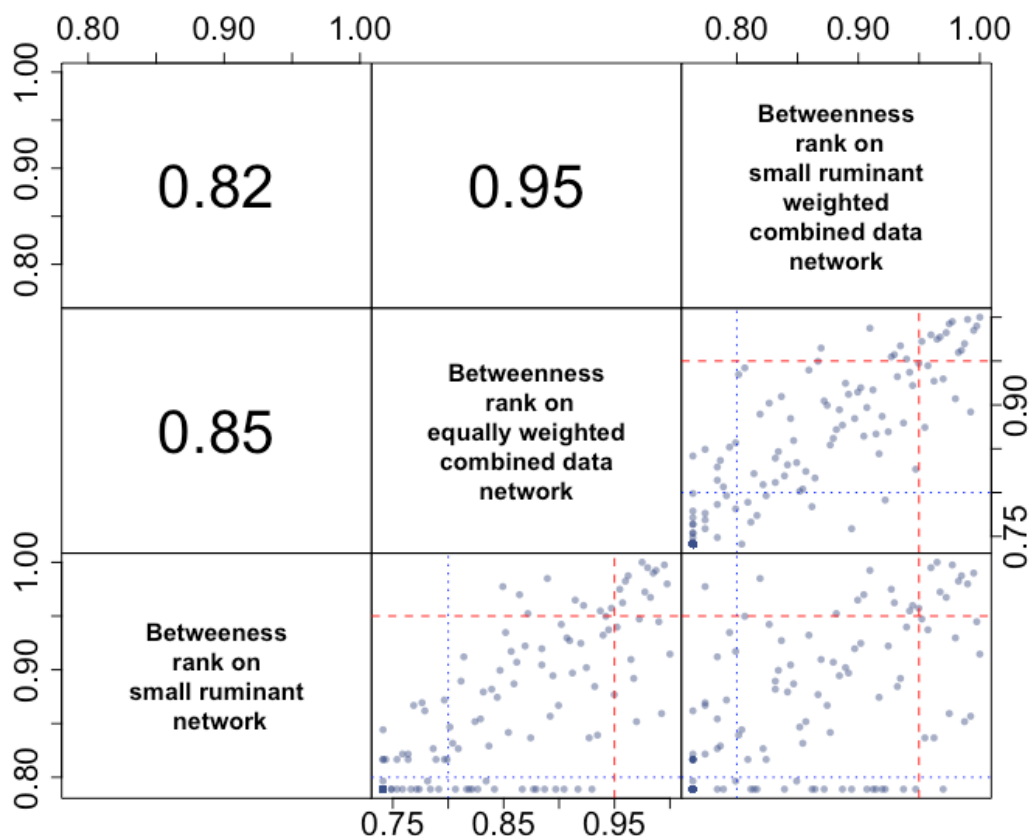 0.80 0.90 1.00 0.80 0.90 1.00
1.00
0.90
0.80
0.82
0.95
Betweenness
rank on
small ruminant
weighted
combined data
network
0.85
Betweenness
rank on
equally weighted
combined data
network
0.90
0.75
1.00
0.90
0.80
Betweeness
rank on
small ruminant
network
0.75 0.85 0.95